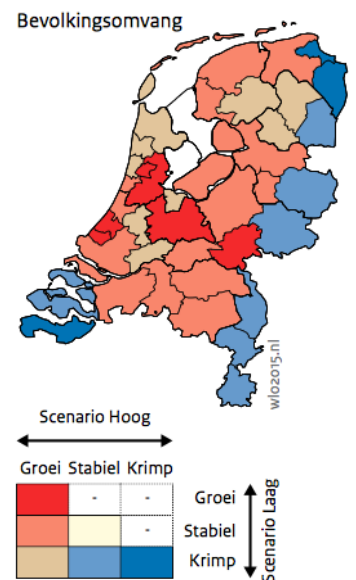 Bevolkingsomvang
wlo2015.nl
Scenario Hoog
Groei Stabiel Krimp
- - Groei
- Stabiel
Krimp
Scenario Laag